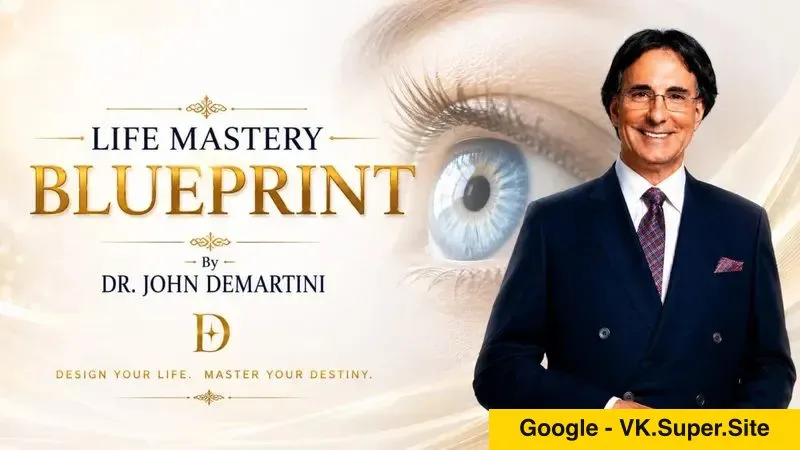 LIFE MASTERY
BLUEPRINT
By
DR. JOHN DEMARTINI
D
DESIGN YOUR LIFE. MASTER YOUR DESTINY.
Google - VK.Super.Site